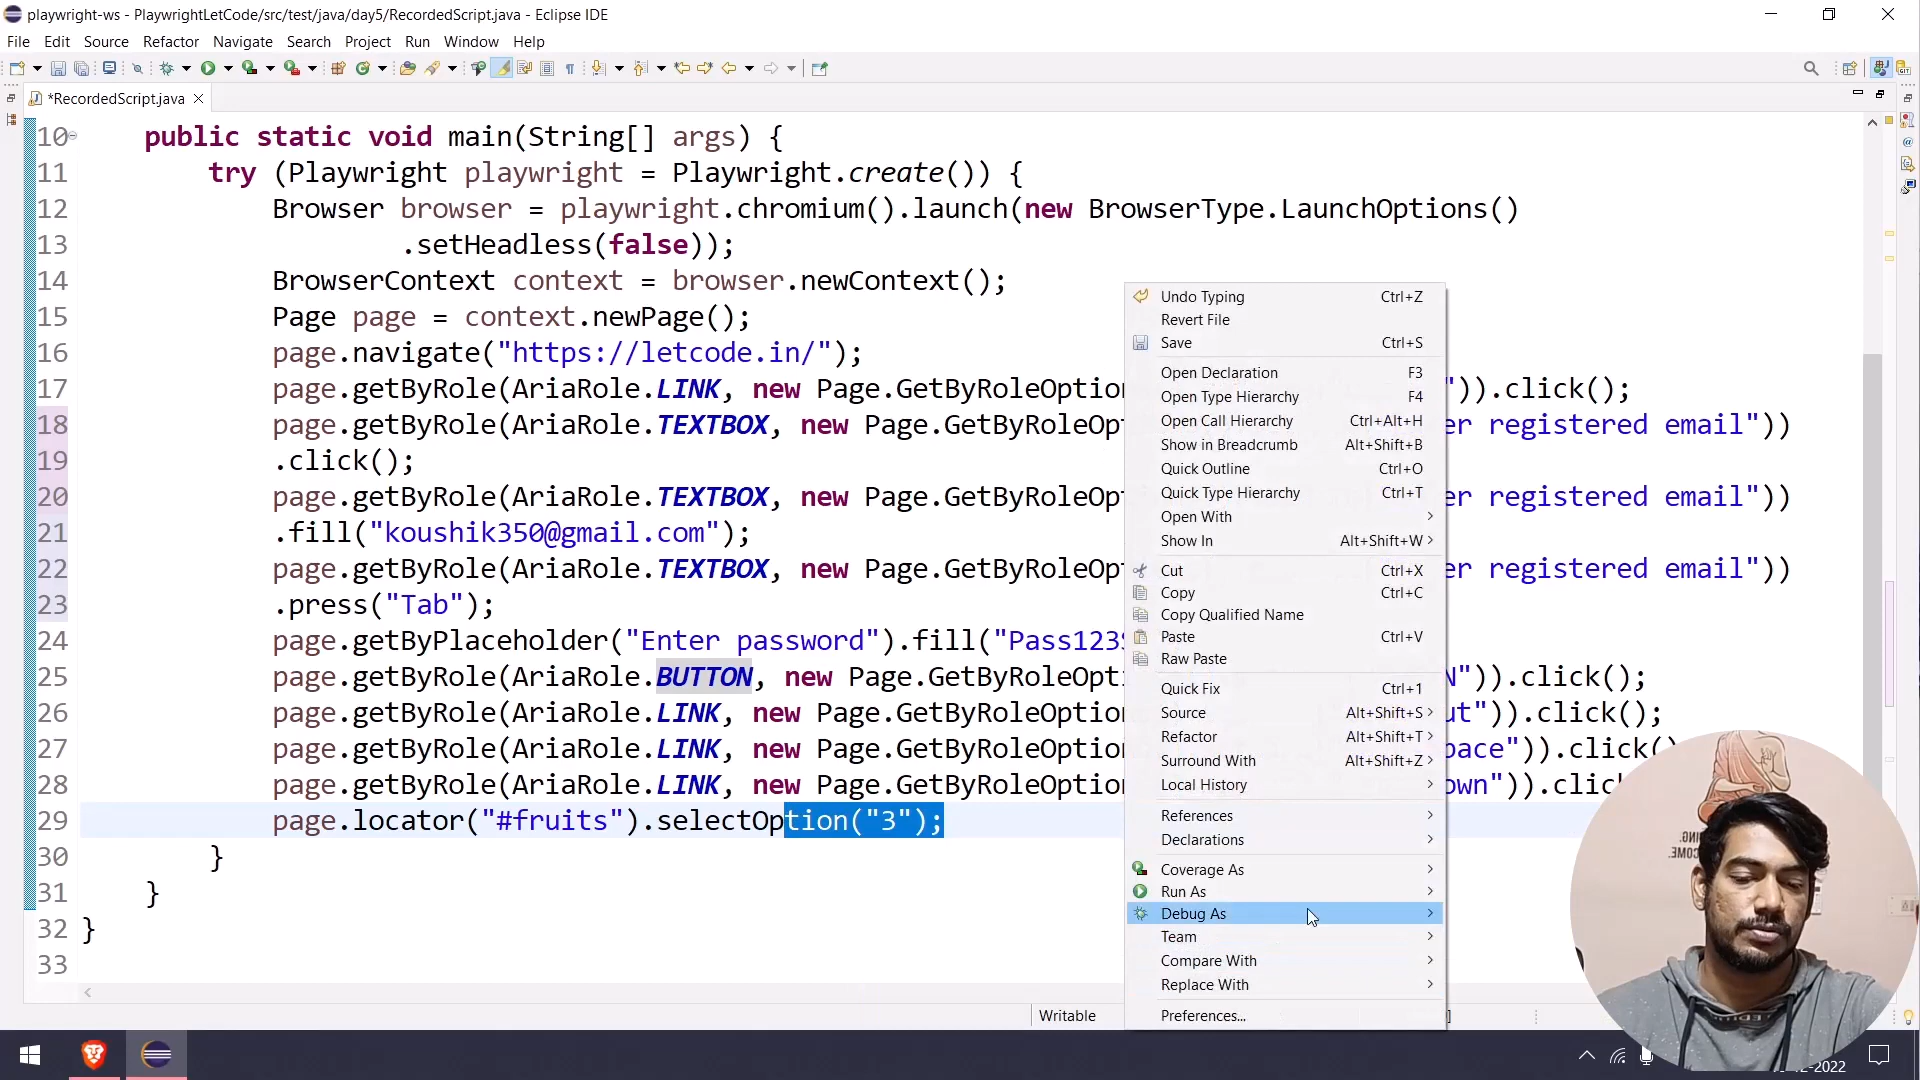 playwright-ws - PlaywrightLetCode/src/test/java/day5/RecordedScript.java - Eclipse IDE
File Edit Source Refactor Navigate Search Project Run Window Help
*RecordedScript.java
10 public static void main(String[] args) {
11 try (Playwright playwright = Playwright.create()) {
12 Browser browser = playwright.chromium().launch(new BrowserType.LaunchOptions()
13 .setHeadless(false));
14 BrowserContext context = browser.newContext();
15 Page page = context.newPage();
16 page.navigate("https://letcode.in/");
17 page.getByRole(AriaRole.LINK, new Page.GetByRoleOption ")).click();
18 page.getByRole(AriaRole.TEXTBOX, new Page.GetByRoleOpt er registered email"))
19 .click();
20 page.getByRole(AriaRole.TEXTBOX, new Page.GetByRoleOpt er registered email"))
21 .fill("koushik350@gmail.com");
22 page.getByRole(AriaRole.TEXTBOX, new Page.GetByRoleOpt er registered email"))
23 .press("Tab");
24 page.getByPlaceholder("Enter password").fill("Pass123
25 page.getByRole(AriaRole.BUTTON, new Page.GetByRoleOpti N")).click();
26 page.getByRole(AriaRole.LINK, new Page.GetByRoleOption ut")).click();
27 page.getByRole(AriaRole.LINK, new Page.GetByRoleOption pace")).click(
28 page.getByRole(AriaRole.LINK, new Page.GetByRoleOption own")).clic
29 page.locator("#fruits").selectOption("3");
30 }
31 }
32 }
33
Undo Typing Ctrl+Z
Revert File
Save Ctrl+S
Open Declaration F3
Open Type Hierarchy F4
Open Call Hierarchy Ctrl+Alt+H
Show in Breadcrumb Alt+Shift+B
Quick Outline Ctrl+O
Quick Type Hierarchy Ctrl+T
Open With
Show In Alt+Shift+W
Cut Ctrl+X
Copy Ctrl+C
Copy Qualified Name
Paste Ctrl+V
Raw Paste
Quick Fix Ctrl+1
Source Alt+Shift+S
Refactor Alt+Shift+T
Surround With Alt+Shift+Z
Local History
References
Declarations
Coverage As
Run As
Debug As
Team
Compare With
Replace With
Preferences...
Writable
2022